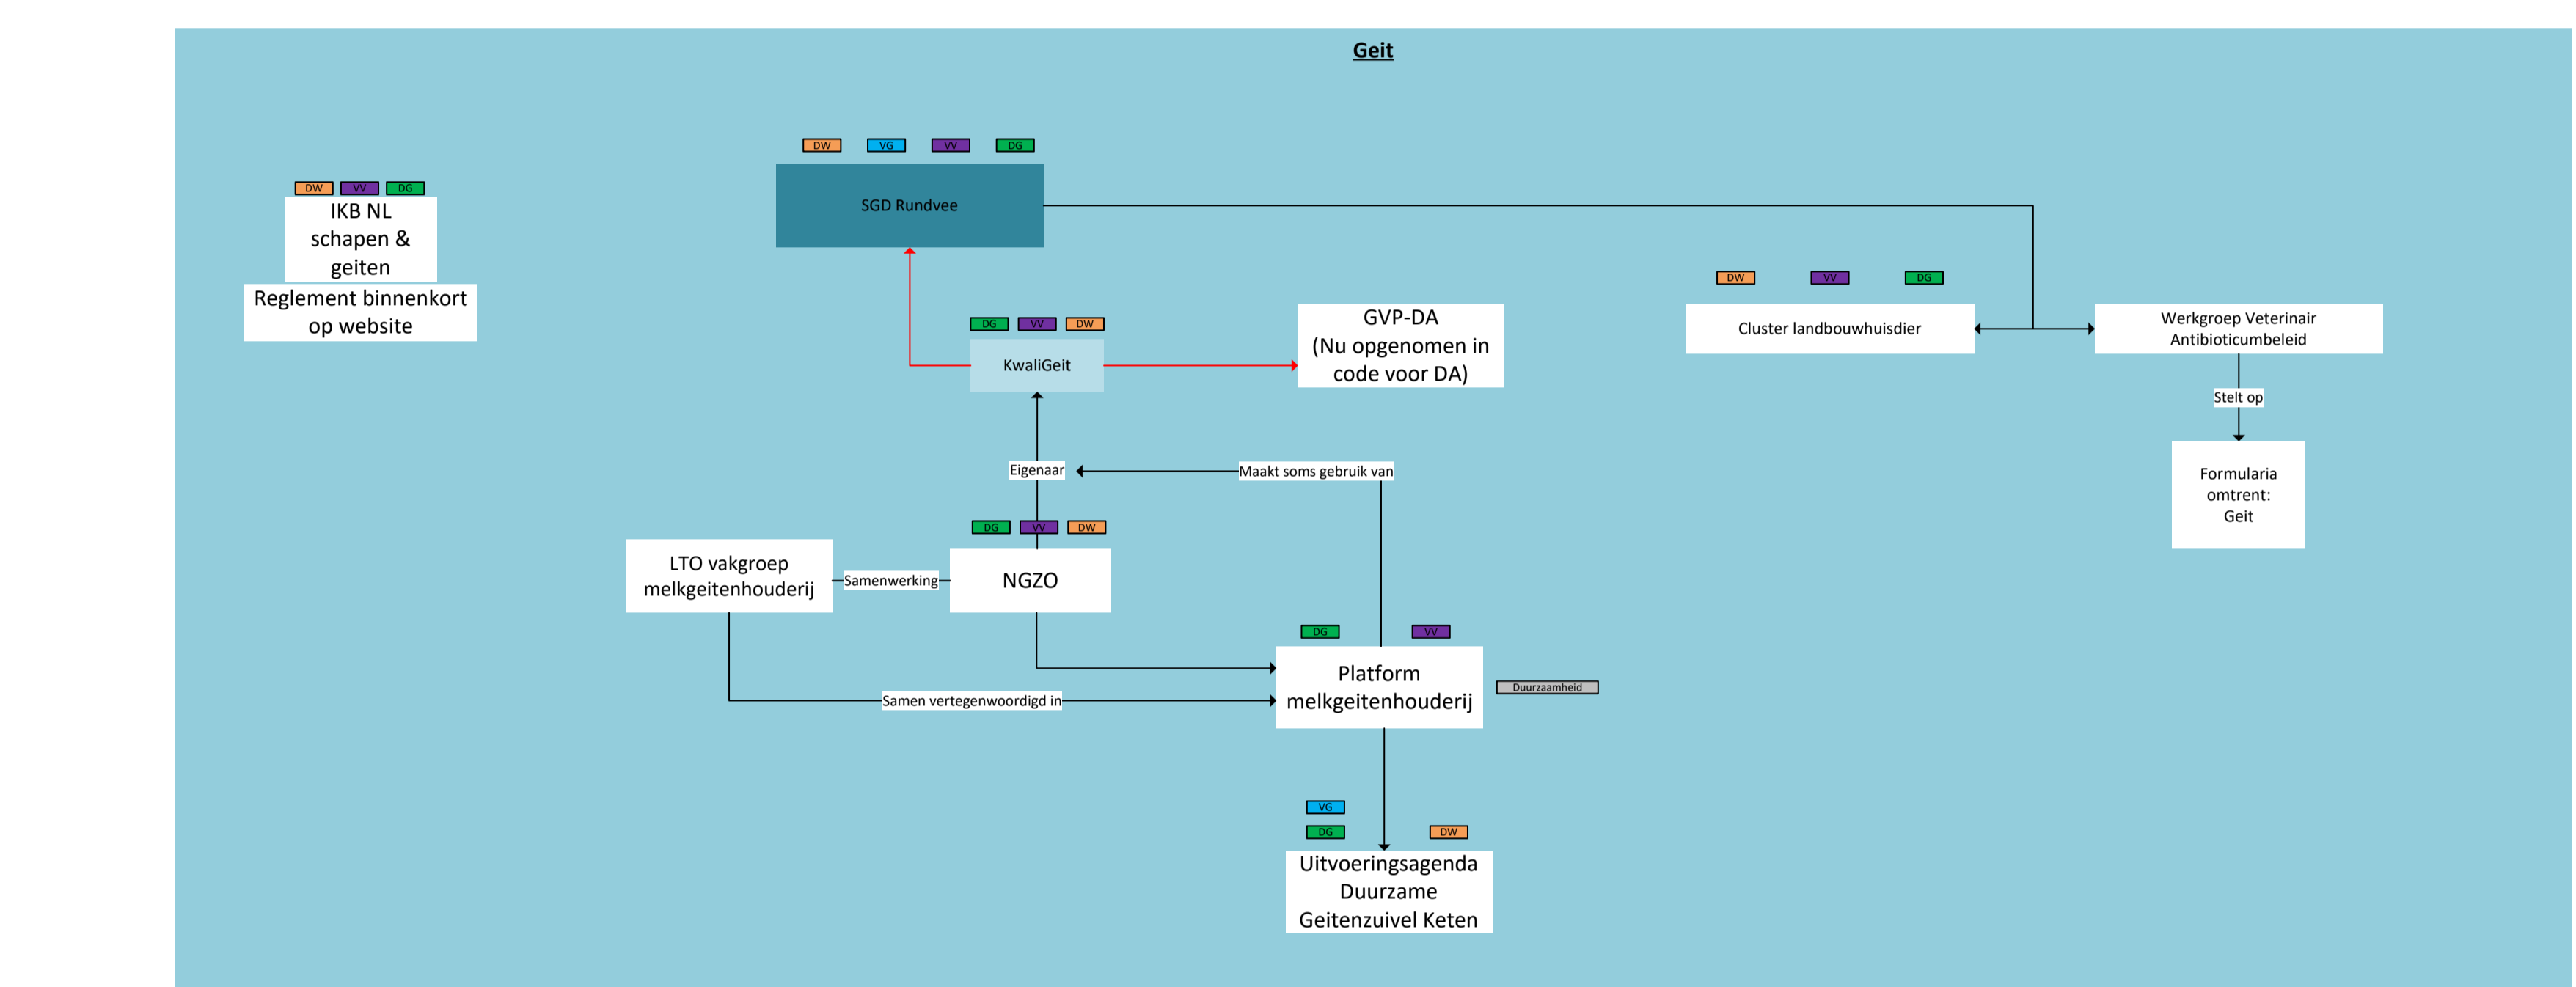 Geit
DW
VG
VV
DG
SGD Rundvee
DW
VV
DG
IKB NL
schapen &
geiten
Reglement binnenkort
op website
DG
VV
DW
KwaliGeit
GVP-DA
(Nu opgenomen in
code voor DA)
DW
VV
DG
Cluster landbouwhuisdier
Werkgroep Veterinair
Antibioticumbeleid
Stelt op
Formularia
omtrent:
Geit
Eigenaar
Maakt soms gebruik van
DG
VV
DW
LTO vakgroep
melkgeitenhouderij
Samenwerking
NGZO
DG
VV
Platform
melkgeitenhouderij
Duurzaamheid
Samen vertegenwoordigd in
VG
DG
DW
Uitvoeringsagenda
Duurzame
Geitenzuivel Keten